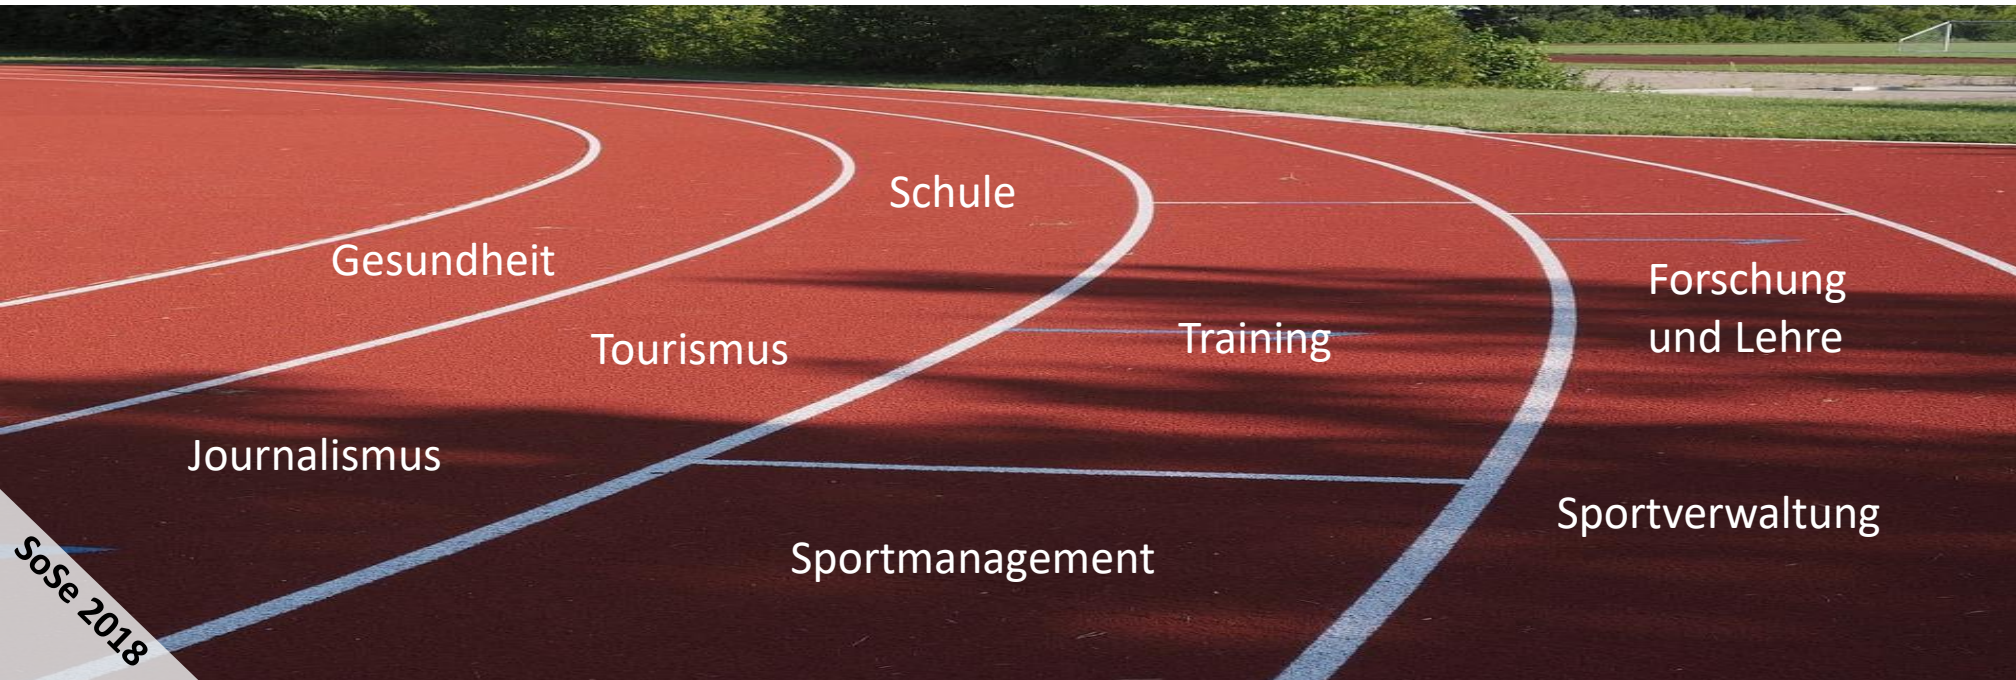 Schule
Gesundheit
Forschung
und Lehre
Tourismus
Training
Journalismus
Sportverwaltung
Sportmanagement
SoSe 2018